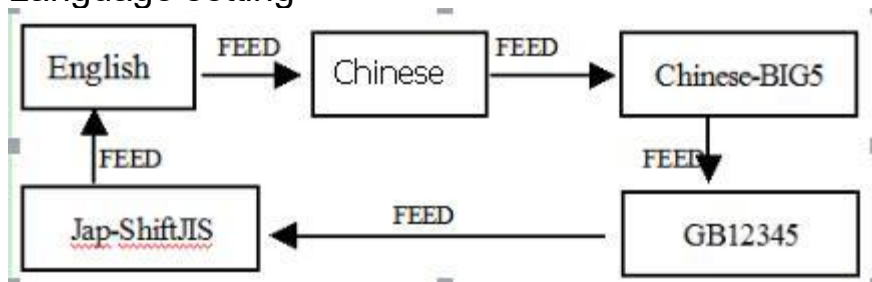 Language setting
English
FEED
Chinese
FEED
Chinese-BIG5
FEED
FEED
Jap-ShiftJIS
FEED
GB12345